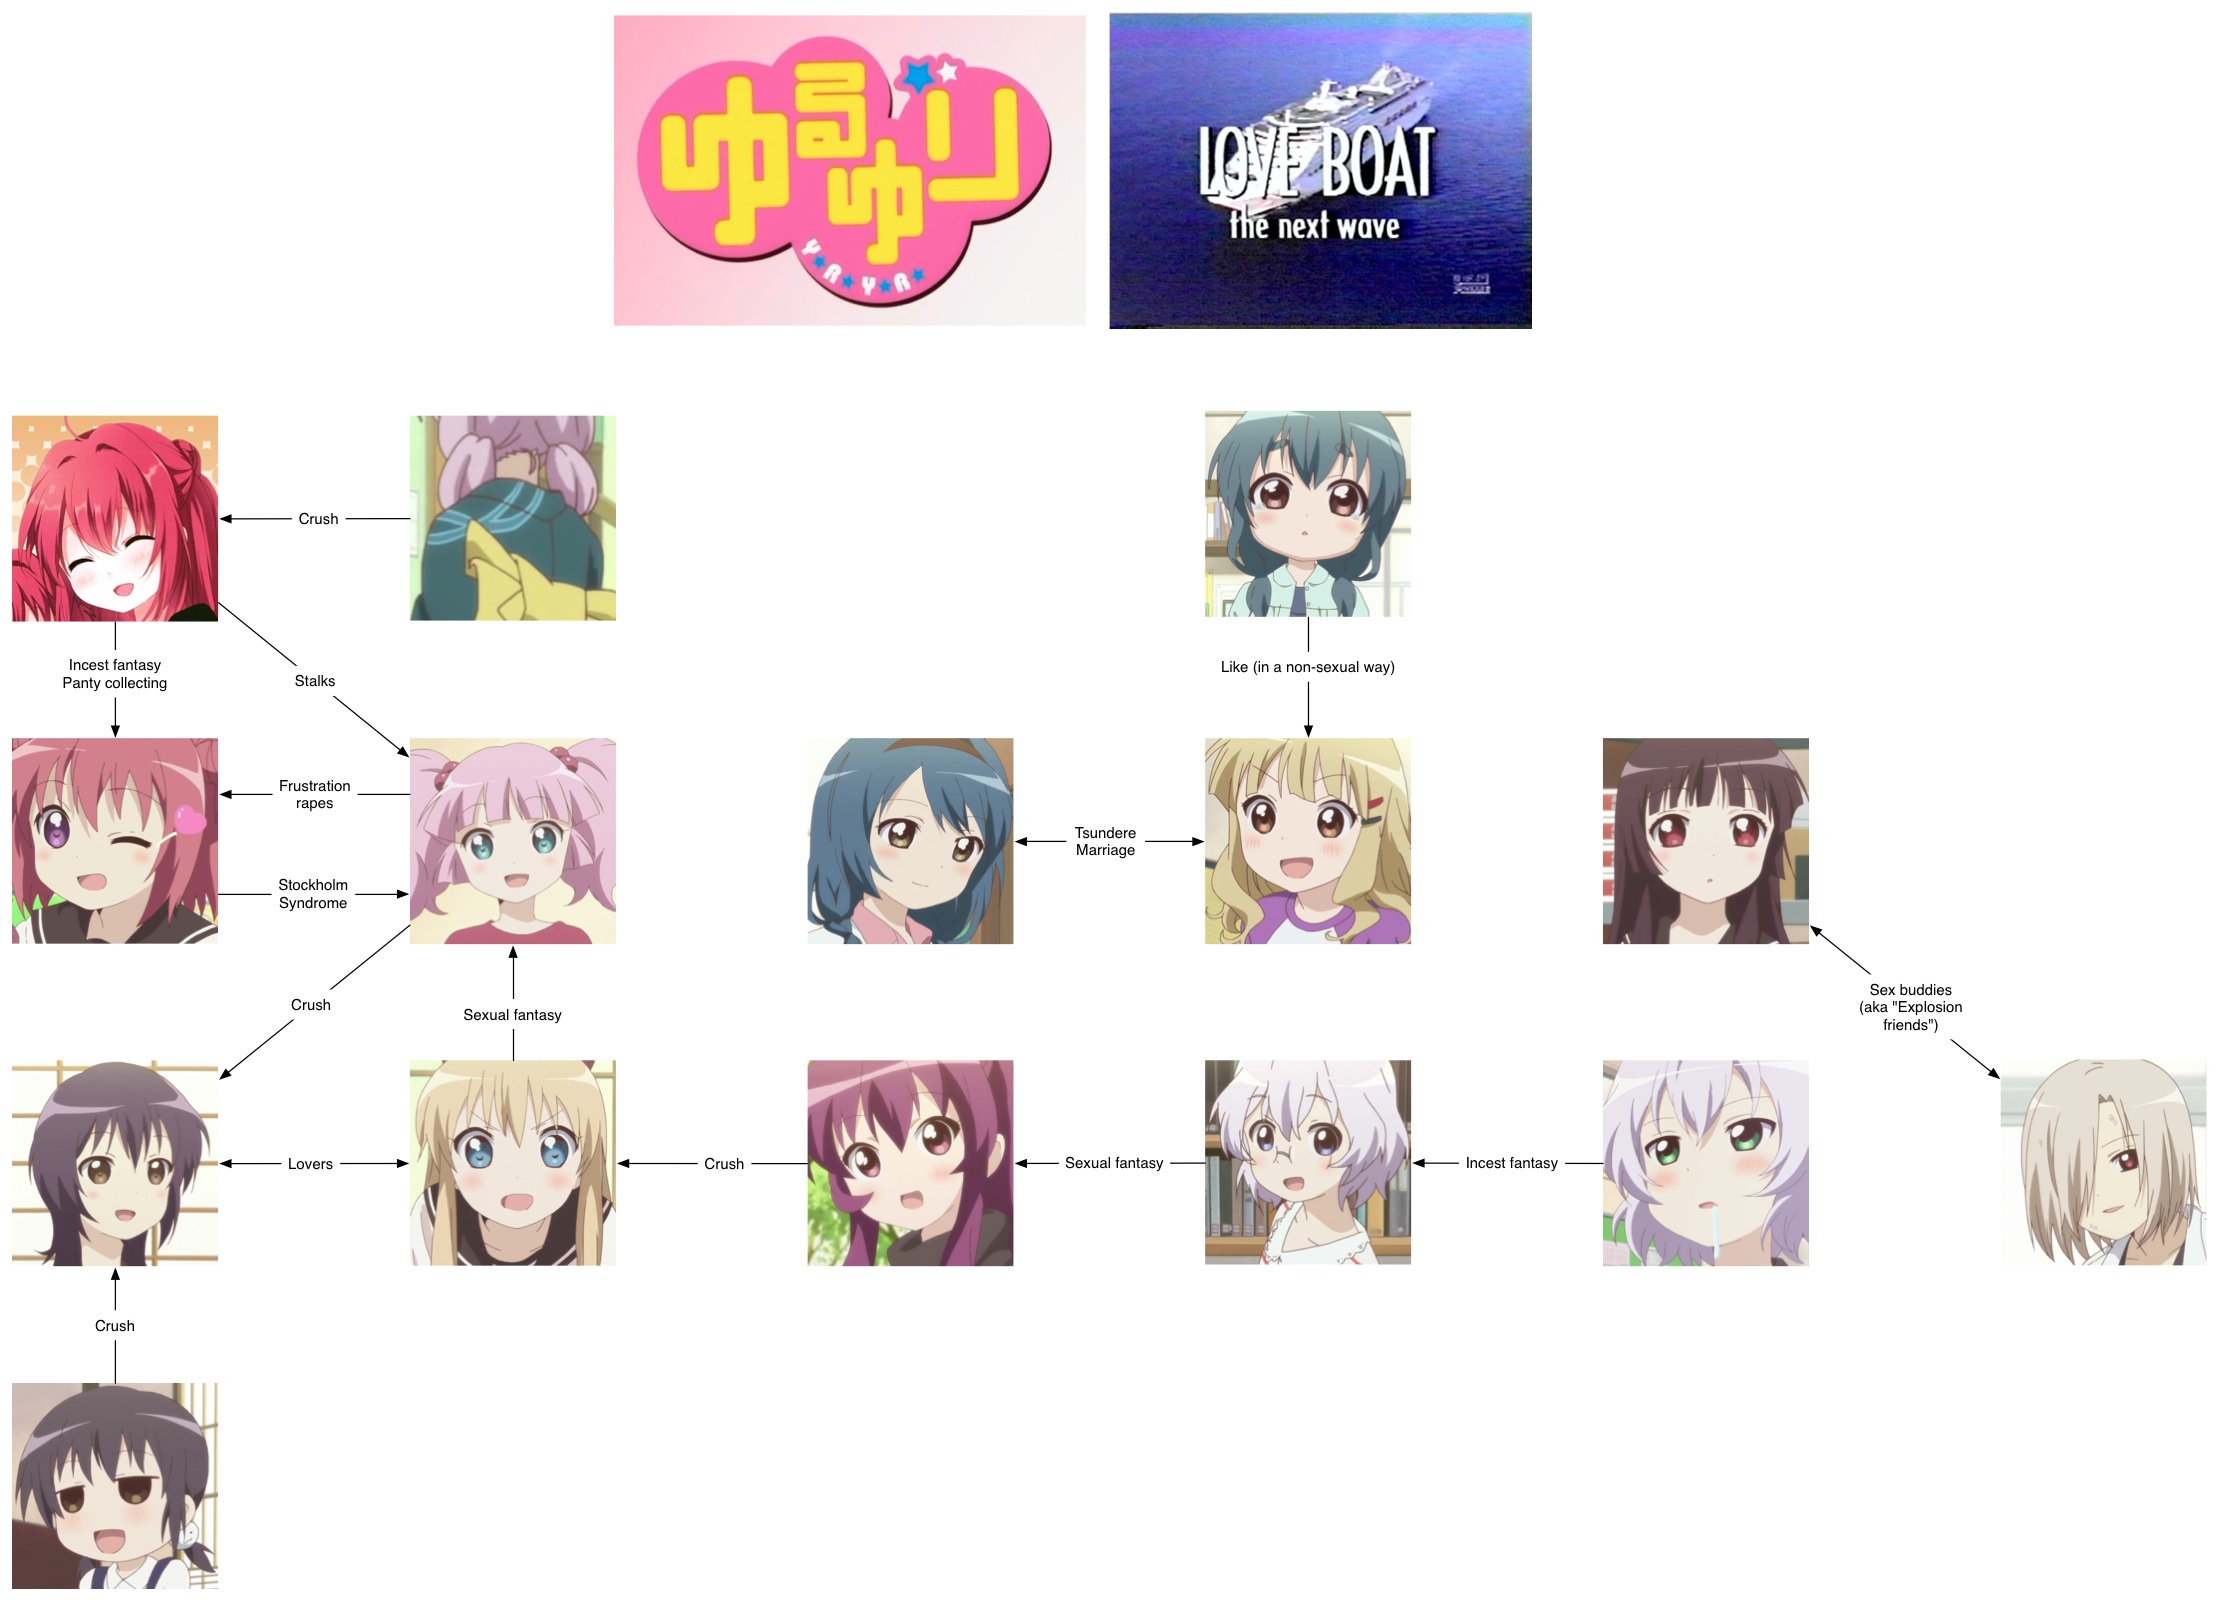 ゆるゆり
Y★R★Y★R★
LOVE BOAT
the next wave
Crush
Incest fantasy
Panty collecting
Stalks
Like (in a non-sexual way)
Frustration
rapes
Tsundere
Marriage
Stockholm
Syndrome
Crush
Sexual fantasy
Sex buddies
(aka "Explosion
friends")
Lovers
Crush
Sexual fantasy
Incest fantasy
Crush